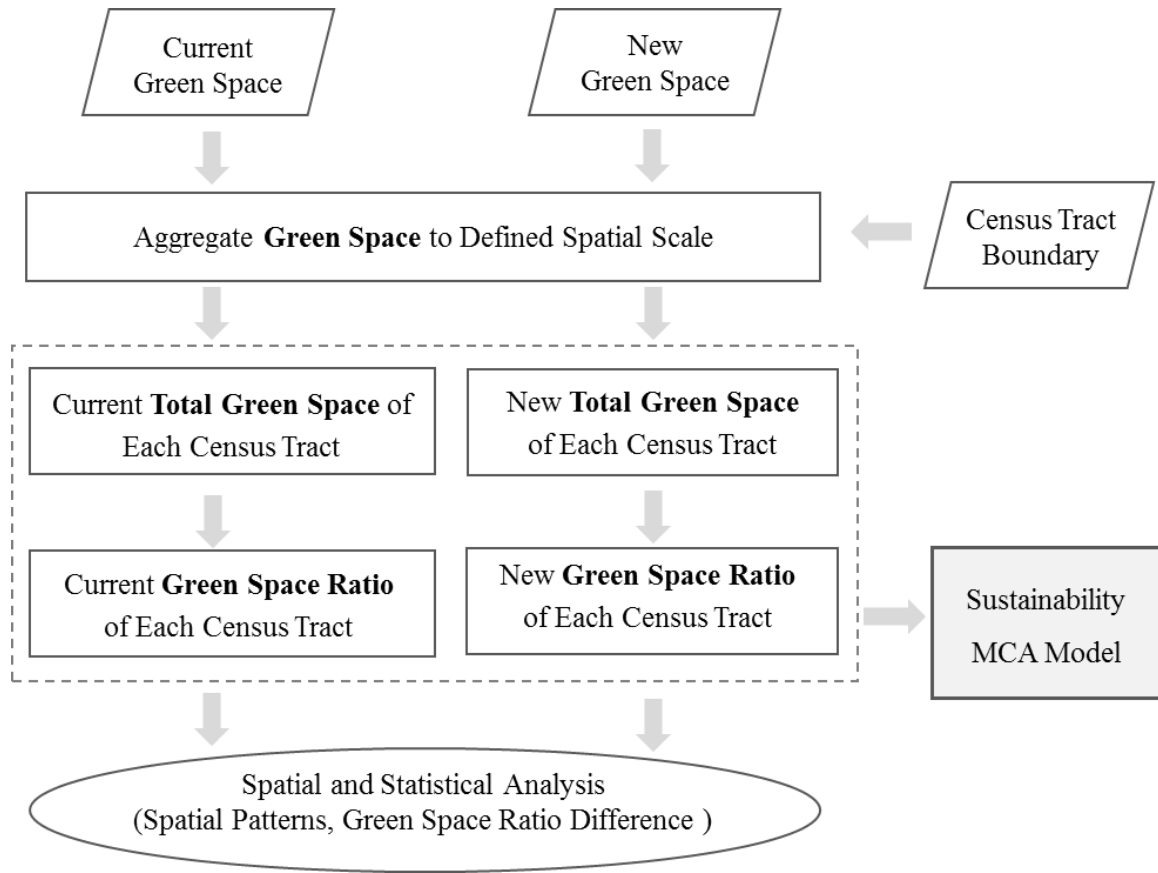 Current
Green Space
New
Green Space
Aggregate Green Space to Defined Spatial Scale
Census Tract
Boundary
Current Total Green Space of
Each Census Tract
New Total Green Space
of Each Census Tract
Current Green Space Ratio
of Each Census Tract
New Green Space Ratio
of Each Census Tract
Sustainability
MCA Model
Spatial and Statistical Analysis
(Spatial Patterns, Green Space Ratio Difference )